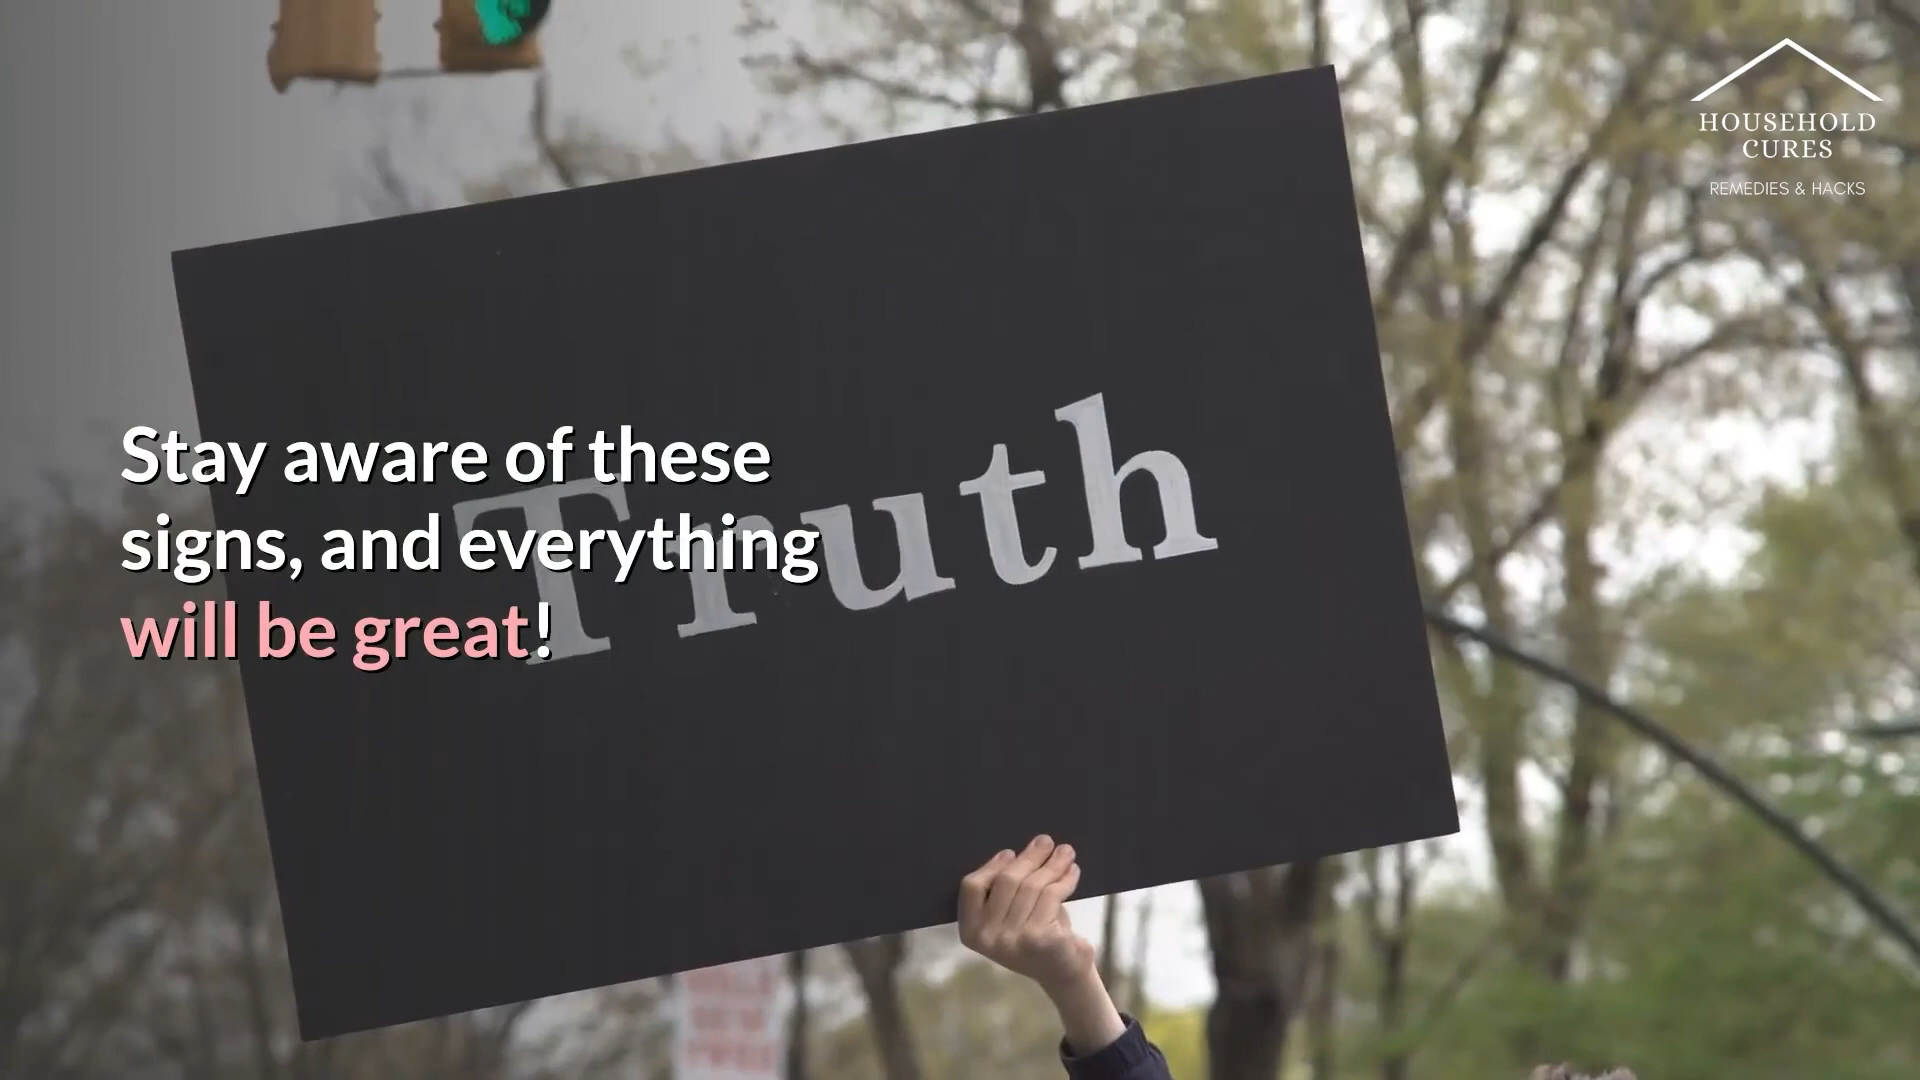 HOUSEHOLD
CURES
REMEDIES & HACKS
Truth
Stay aware of these
signs, and everything
will be great!